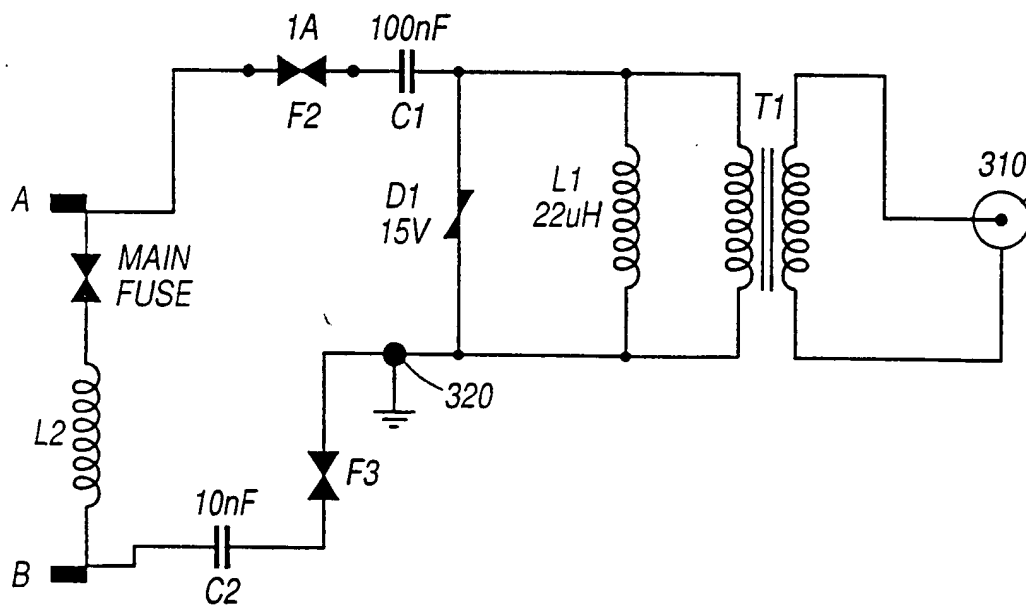 1A
100nF
F2
C1
T1
310
A
D1
15V
L1
22uH
MAIN
FUSE
320
L2
F3
10nF
B
C2